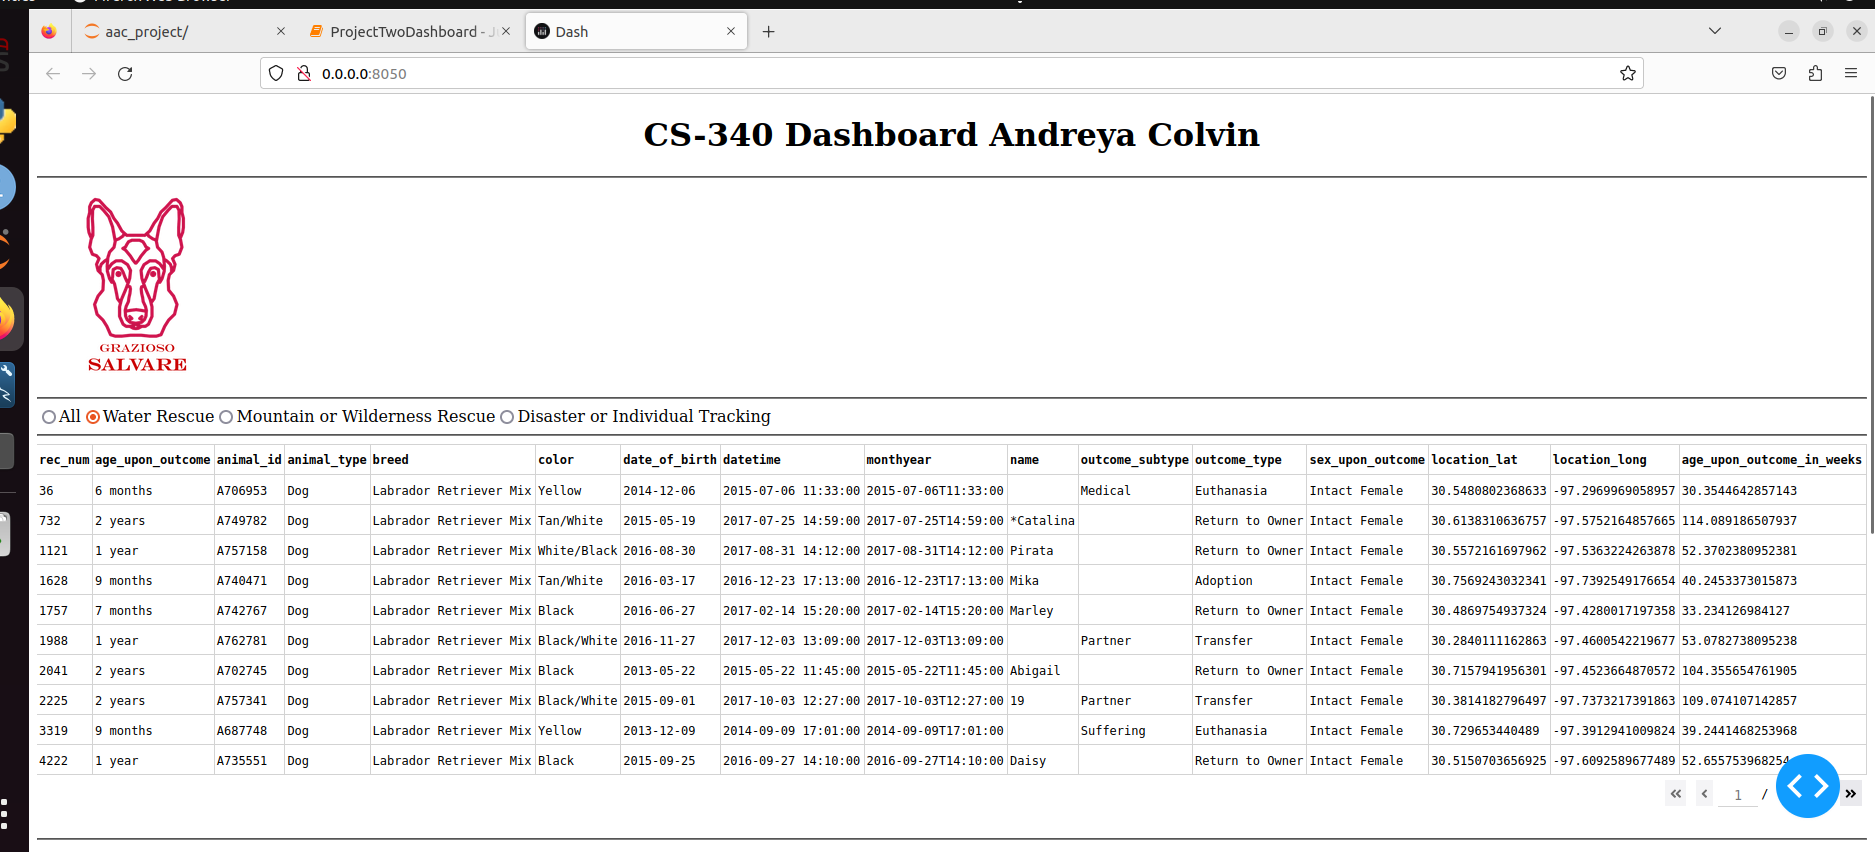 aac_project/ ProjectTwoDashboard - J Dash
0.0.0.0:8050
CS-340 Dashboard Andreya Colvin
GRAZIOSO
SALVARE
All Water Rescue Mountain or Wilderness Rescue Disaster or Individual Tracking
rec_num age_upon_outcome animal_id animal_type breed color date_of_birth datetime monthyear name outcome_subtype outcome_type sex_upon_outcome location_lat location_long age_upon_outcome_in_weeks
36 6 months A706953 Dog Labrador Retriever Mix Yellow 2014-12-06 2015-07-06 11:33:00 2015-07-06T11:33:00 Medical Euthanasia Intact Female 30.5480802368633 -97.2969969058957 30.3544642857143
732 2 years A749782 Dog Labrador Retriever Mix Tan/White 2015-05-19 2017-07-25 14:59:00 2017-07-25T14:59:00 *Catalina Return to Owner Intact Female 30.6138310636757 -97.5752164857665 114.089186507937
1121 1 year A757158 Dog Labrador Retriever Mix White/Black 2016-08-30 2017-08-31 14:12:00 2017-08-31T14:12:00 Pirata Return to Owner Intact Female 30.5572161697962 -97.5363224263878 52.3702380952381
1628 9 months A740471 Dog Labrador Retriever Mix Tan/White 2016-03-17 2016-12-23 17:13:00 2016-12-23T17:13:00 Mika Adoption Intact Female 30.7569243032341 -97.7392549176654 40.2453373015873
1757 7 months A742767 Dog Labrador Retriever Mix Black 2016-06-27 2017-02-14 15:20:00 2017-02-14T15:20:00 Marley Return to Owner Intact Female 30.4869754937324 -97.4280017197358 33.234126984127
1988 1 year A762781 Dog Labrador Retriever Mix Black/White 2016-11-27 2017-12-03 13:09:00 2017-12-03T13:09:00 Partner Transfer Intact Female 30.2840111162863 -97.4600542219677 53.0782738095238
2041 2 years A702745 Dog Labrador Retriever Mix Black 2013-05-22 2015-05-22 11:45:00 2015-05-22T11:45:00 Abigail Return to Owner Intact Female 30.7157941956301 -97.4523664870572 104.355654761905
2225 2 years A757341 Dog Labrador Retriever Mix Black/White 2015-09-01 2017-10-03 12:27:00 2017-10-03T12:27:00 19 Partner Transfer Intact Female 30.3814182796497 -97.7373217391863 109.074107142857
3319 9 months A687748 Dog Labrador Retriever Mix Yellow 2013-12-09 2014-09-09 17:01:00 2014-09-09T17:01:00 Suffering Euthanasia Intact Female 30.729653440489 -97.3912941009824 39.2441468253968
4222 1 year A735551 Dog Labrador Retriever Mix Black 2015-09-25 2016-09-27 14:10:00 2016-09-27T14:10:00 Daisy Return to Owner Intact Female 30.5150703656925 -97.6092589677489 52.655753968254
« ‹ 1 / »